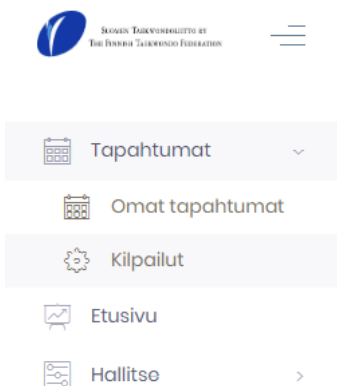 SUOMEN TAEKWONDOLIITTO RY
THE FINNISH TAEKWONDO FEDERATION
Tapahtumat
Omat tapahtumat
Kilpailut
Etusivu
Hallitse